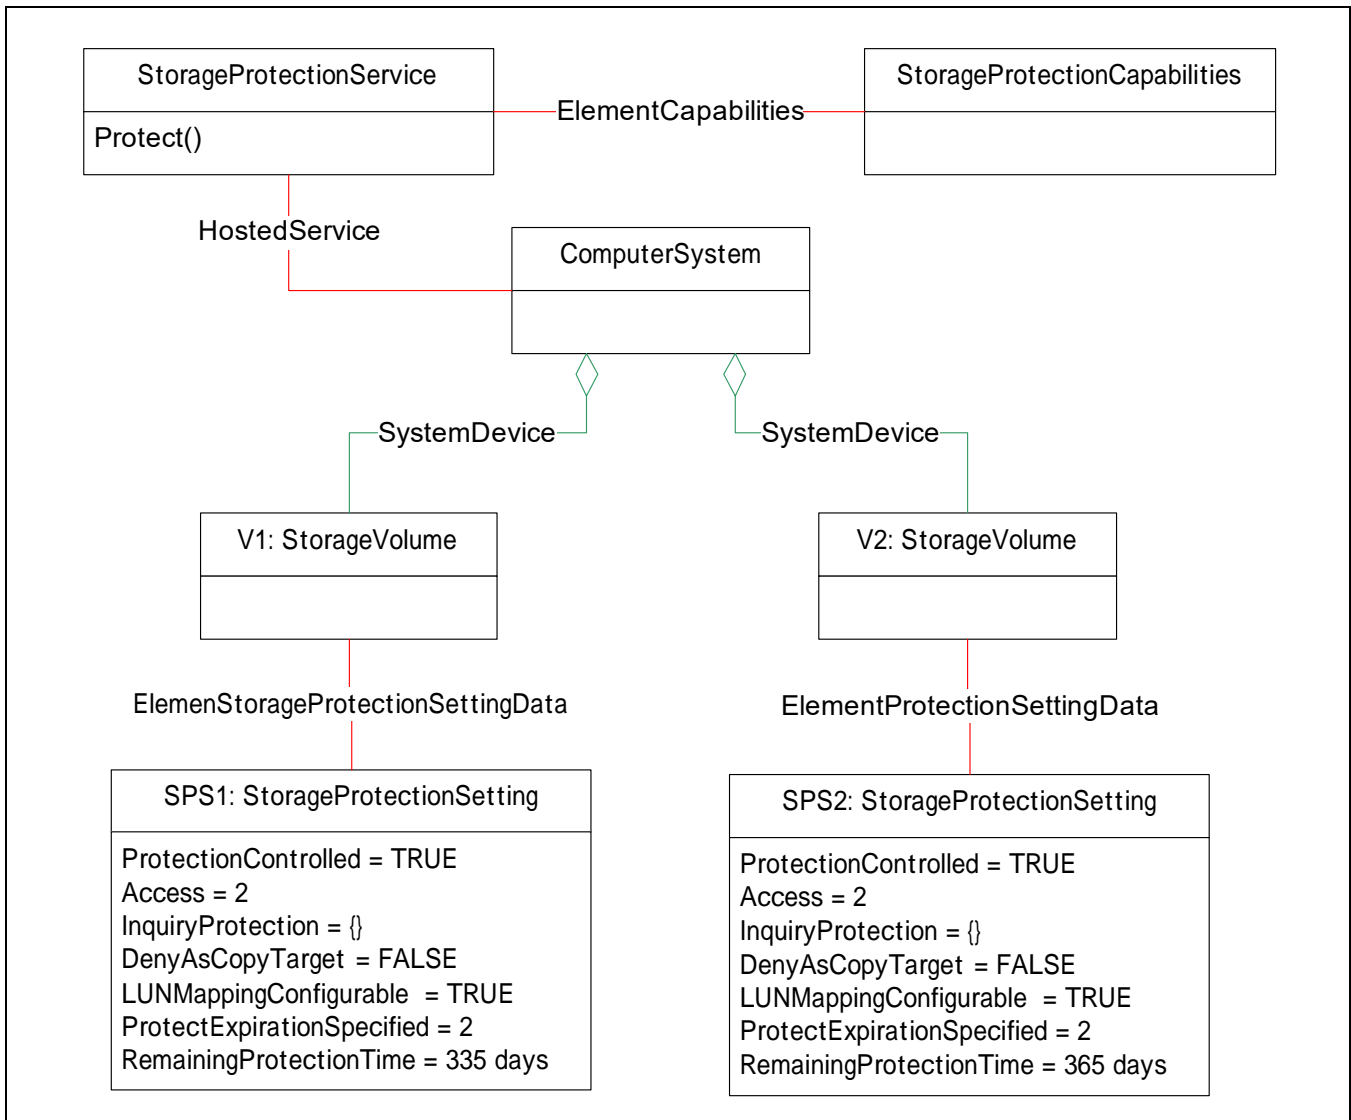 StorageProtectionService
StorageProtectionCapabilities
ElementCapabilities
Protect()
HostedService
ComputerSystem
SystemDevice
SystemDevice
V1: StorageVolume
V2: StorageVolume
ElemenStorageProtectionSettingData
ElementProtectionSettingData
SPS1: StorageProtectionSetting
ProtectionControlled = TRUE
Access = 2
InquiryProtection = {}
DenyAsCopyTarget = FALSE
LUNMappingConfigurable = TRUE
ProtectExpirationSpecified = 2
RemainingProtectionTime = 335 days
SPS2: StorageProtectionSetting
ProtectionControlled = TRUE
Access = 2
InquiryProtection = {}
DenyAsCopyTarget = FALSE
LUNMappingConfigurable = TRUE
ProtectExpirationSpecified = 2
RemainingProtectionTime = 365 days